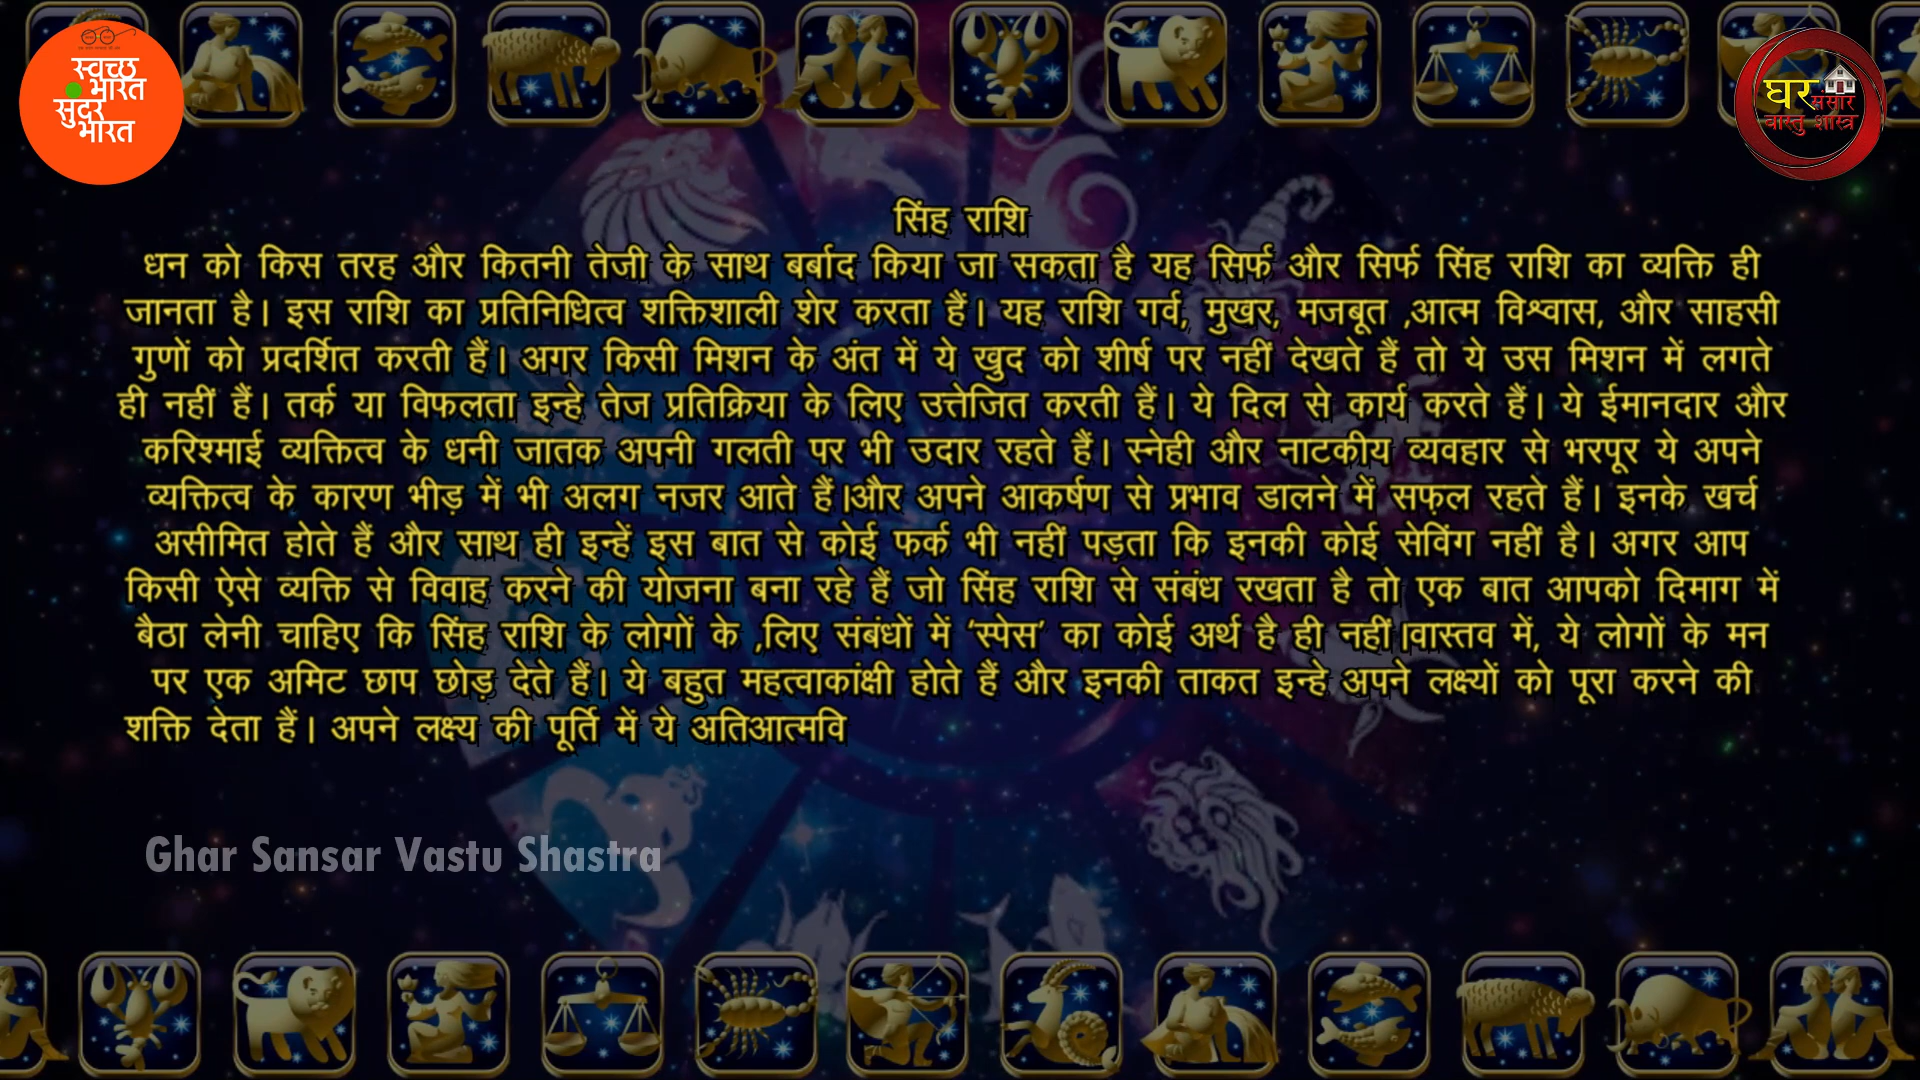 स्वच्छ
भारत
सुंदर
भारत
घर
संसार
वास्तु शास्त्र
सिंह राशि
धन को किस तरह और कितनी तेजी के साथ बर्बाद किया जा सकता है यह सिर्फ और सिर्फ सिंह राशि का व्यक्ति ही
जानता है। इस राशि का प्रतिनिधित्व शक्तिशाली शेर करता हैं। यह राशि गर्व, मुखर, मजबूत ,आत्म विश्वास, और साहसी
गुणों को प्रदर्शित करती हैं। अगर किसी मिशन के अंत में ये खुद को शीर्ष पर नहीं देखते हैं तो ये उस मिशन में लगते
ही नहीं हैं। तर्क या विफलता इन्हे तेज प्रतिक्रिया के लिए उत्तेजित करती हैं। ये दिल से कार्य करते हैं। ये ईमानदार और
करिश्माई व्यक्तित्व के धनी जातक अपनी गलती पर भी उदार रहते हैं। स्नेही और नाटकीय व्यवहार से भरपूर ये अपने
व्यक्तित्व के कारण भीड़ में भी अलग नजर आते हैं।और अपने आकर्षण से प्रभाव डालने में सफ़ल रहते हैं। इनके खर्च
असीमित होते हैं और साथ ही इन्हें इस बात से कोई फर्क भी नहीं पड़ता कि इनकी कोई सेविंग नहीं है। अगर आप
किसी ऐसे व्यक्ति से विवाह करने की योजना बना रहे हैं जो सिंह राशि से संबंध रखता है तो एक बात आपको दिमाग में
बैठा लेनी चाहिए कि सिंह राशि के लोगों के ,लिए संबंधों में 'स्पेस' का कोई अर्थ है ही नहीं।वास्तव में, ये लोगों के मन
पर एक अमिट छाप छोड़ देते हैं। ये बहुत महत्वाकांक्षी होते हैं और इनकी ताकत इन्हे अपने लक्ष्यों को पूरा करने की
शक्ति देता हैं। अपने लक्ष्य की पूर्ति में ये अतिआत्मवि
Ghar Sansar Vastu Shastra